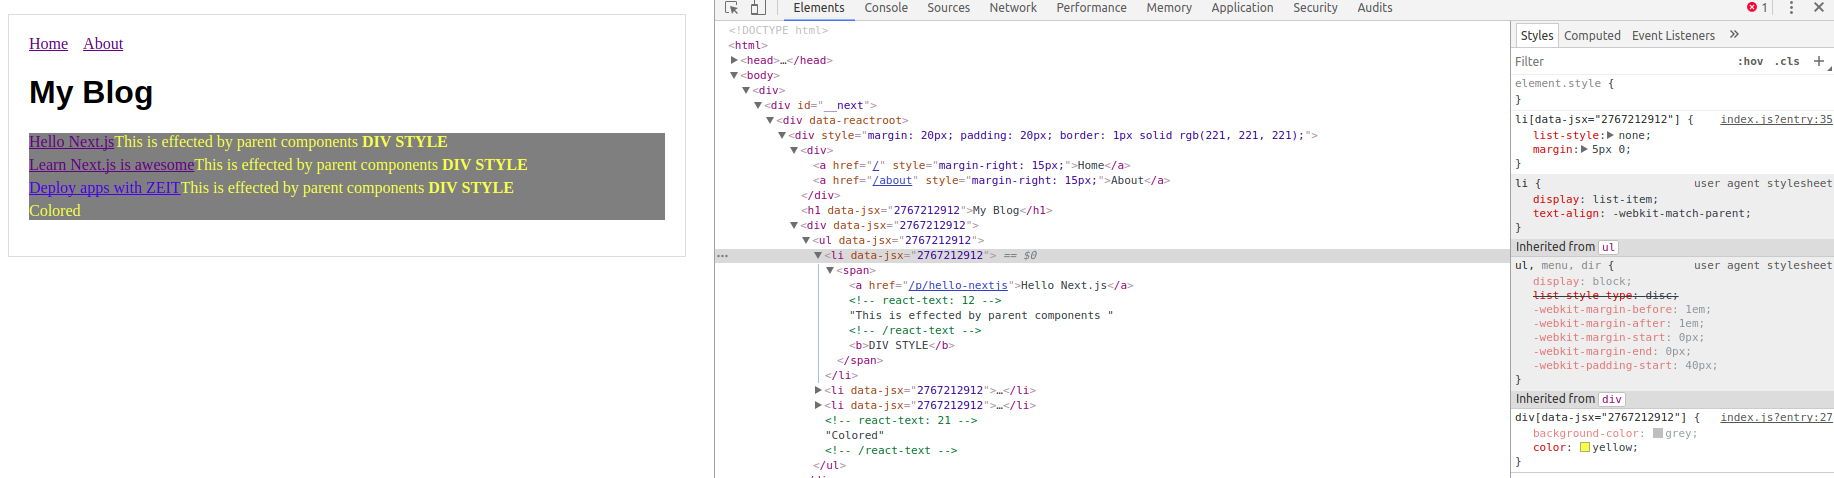 Home About
My Blog
Hello Next.jsThis is effected by parent components DIV STYLE
Learn Next.js is awesomeThis is effected by parent components DIV STYLE
Deploy apps with ZEITThis is effected by parent components DIV STYLE
Colored
Elements Console Sources Network Performance Memory Application Security Audits 1
<!DOCTYPE html>
<html>
<head>…</head>
<body>
<div>
<div id="__next">
<div data-reactroot>
<div style="margin: 20px; padding: 20px; border: 1px solid rgb(221, 221, 221);">
<div>
<a href="/" style="margin-right: 15px;">Home</a>
<a href="/about" style="margin-right: 15px;">About</a>
</div>
<h1 data-jsx="2767212912">My Blog</h1>
<div data-jsx="2767212912">
<ul data-jsx="2767212912">
<li data-jsx="2767212912"> == $0
<span>
<a href="/p/hello-nextjs">Hello Next.js</a>
<!-- react-text: 12 -->
"This is effected by parent components "
<!-- /react-text -->
<b>DIV STYLE</b>
</span>
</li>
<li data-jsx="2767212912">…</li>
<li data-jsx="2767212912">…</li>
<!-- react-text: 21 -->
"Colored"
<!-- /react-text -->
</ul>
Styles Computed Event Listeners »
Filter :hov .cls +
element.style {
}
li[data-jsx="2767212912"] { index.js?entry:35
list-style: none;
margin: 5px 0;
}
li { user agent stylesheet
display: list-item;
text-align: -webkit-match-parent;
}
Inherited from ul
ul, menu, dir { user agent stylesheet
display: block;
list-style-type: disc;
-webkit-margin-before: 1em;
-webkit-margin-after: 1em;
-webkit-margin-start: 0px;
-webkit-margin-end: 0px;
-webkit-padding-start: 40px;
}
Inherited from div
div[data-jsx="2767212912"] { index.js?entry:27
background-color: grey;
color: yellow;
}